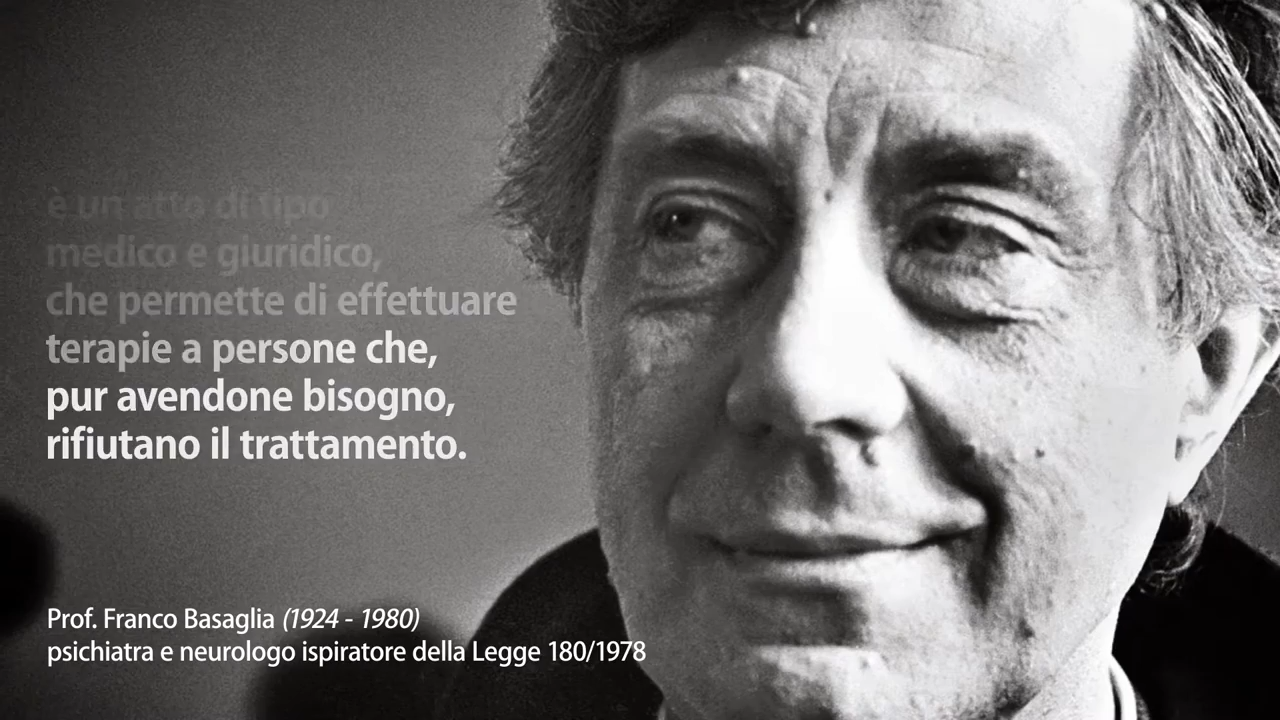 è un atto di tipo
medico e giuridico,
che permette di effettuare
terapie a persone che,
pur avendone bisogno,
rifiutano il trattamento.
Prof. Franco Basaglia (1924 - 1980)
psichiatra e neurologo ispiratore della Legge 180/1978